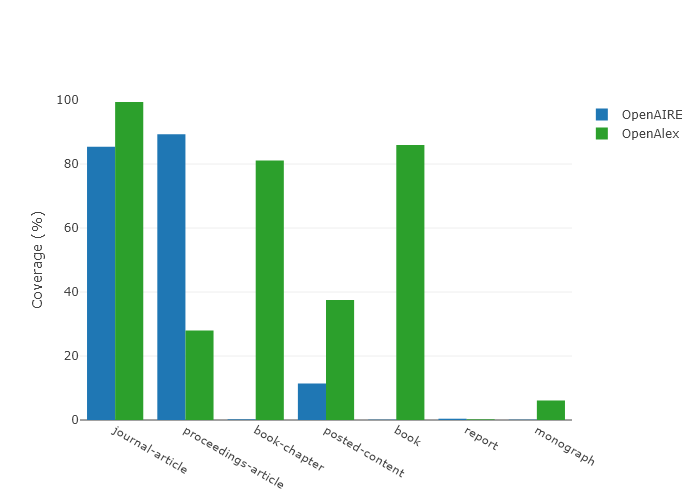 100
80
60
40
20
0
Coverage (%)
journal-article
proceedings-article
book-chapter
posted-content
book
report
monograph
OpenAIRE
OpenAlex